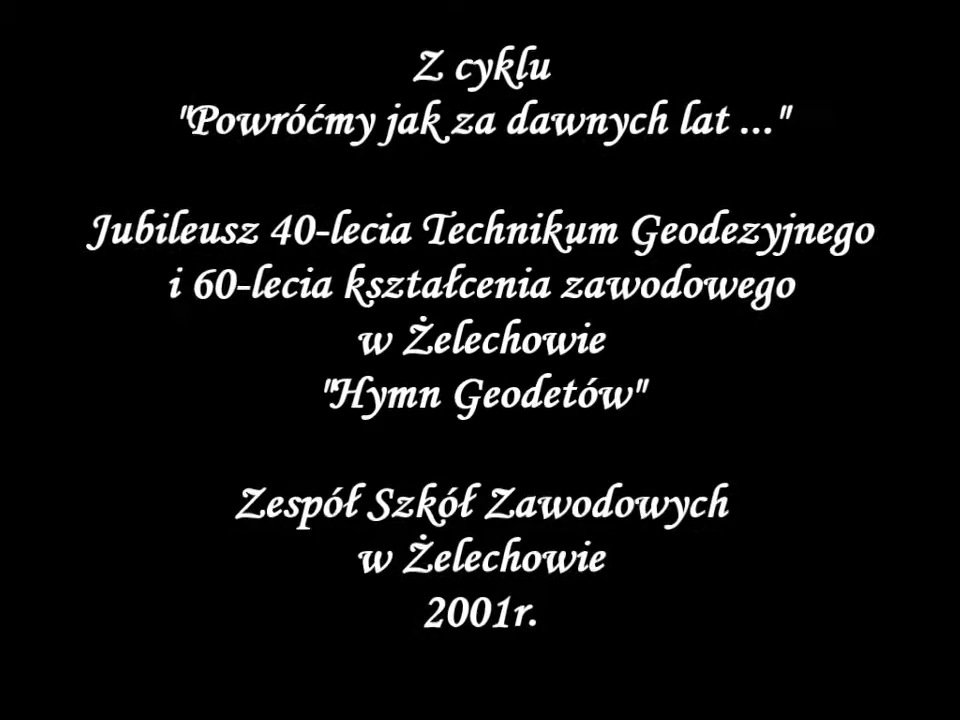 Z cyklu
"Powróćmy jak za dawnych lat ..."
Jubileusz 40-lecia Technikum Geodezyjnego
i 60-lecia kształcenia zawodowego
w Żelechowie
"Hymn Geodetów"
Zespół Szkół Zawodowych
w Żelechowie
2001r.